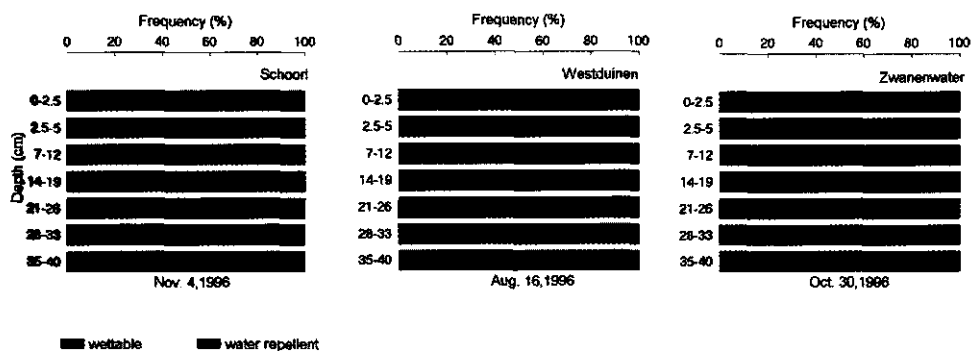 Frequency (%)
0 20 40 60 80 100
Schoorl
Depth (cm)
0-2.5
2.5-5
7-12
14-19
21-26
28-33
35-40
Nov. 4,1996
Frequency (%)
0 20 40 60 80 100
Westduinen
0-2.5
2.5-5
7-12
14-19
21-26
28-33
35-40
Aug. 16,1996
Frequency (%)
0 20 40 60 80 100
Zwanenwater
0-2.5
2.5-5
7-12
14-19
21-26
28-33
35-40
Oct. 30,1996
wettable water repellent